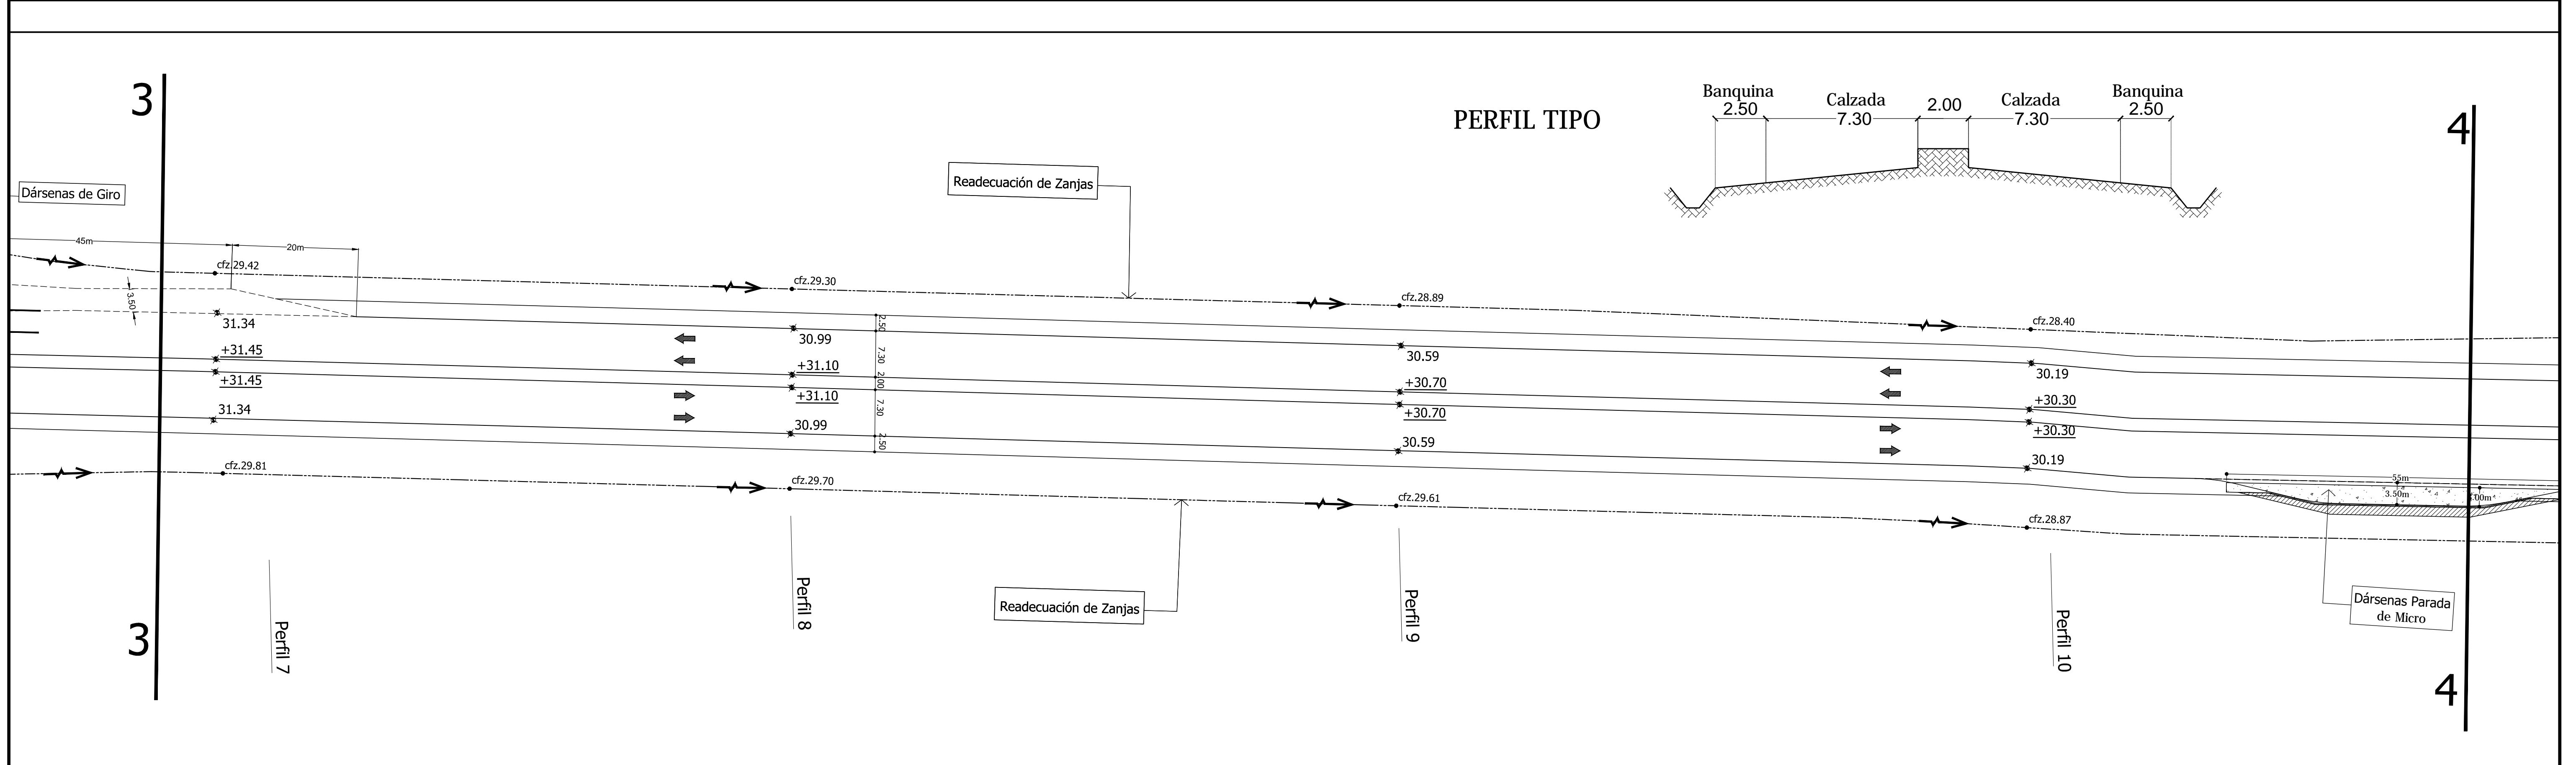 3
4
PERFIL TIPO
Banquina
2.50
Calzada
7.30
2.00
Calzada
7.30
Banquina
2.50
Dársenas de Giro
Readecuación de Zanjas
45m
20m
3.50
cfz.29.42
cfz.29.30
cfz.28.89
cfz.28.40
31.34
30.99
30.59
30.19
+31.45
+31.10
+30.70
+30.30
+31.45
+31.10
+30.70
+30.30
31.34
30.99
30.59
30.19
2.50
7.30
2.00
7.30
2.50
cfz.29.81
cfz.29.70
cfz.29.61
cfz.28.87
55m
3.50m
Readecuación de Zanjas
Dársenas Parada
de Micro
Perfil 7
Perfil 8
Perfil 9
Perfil 10
3
4